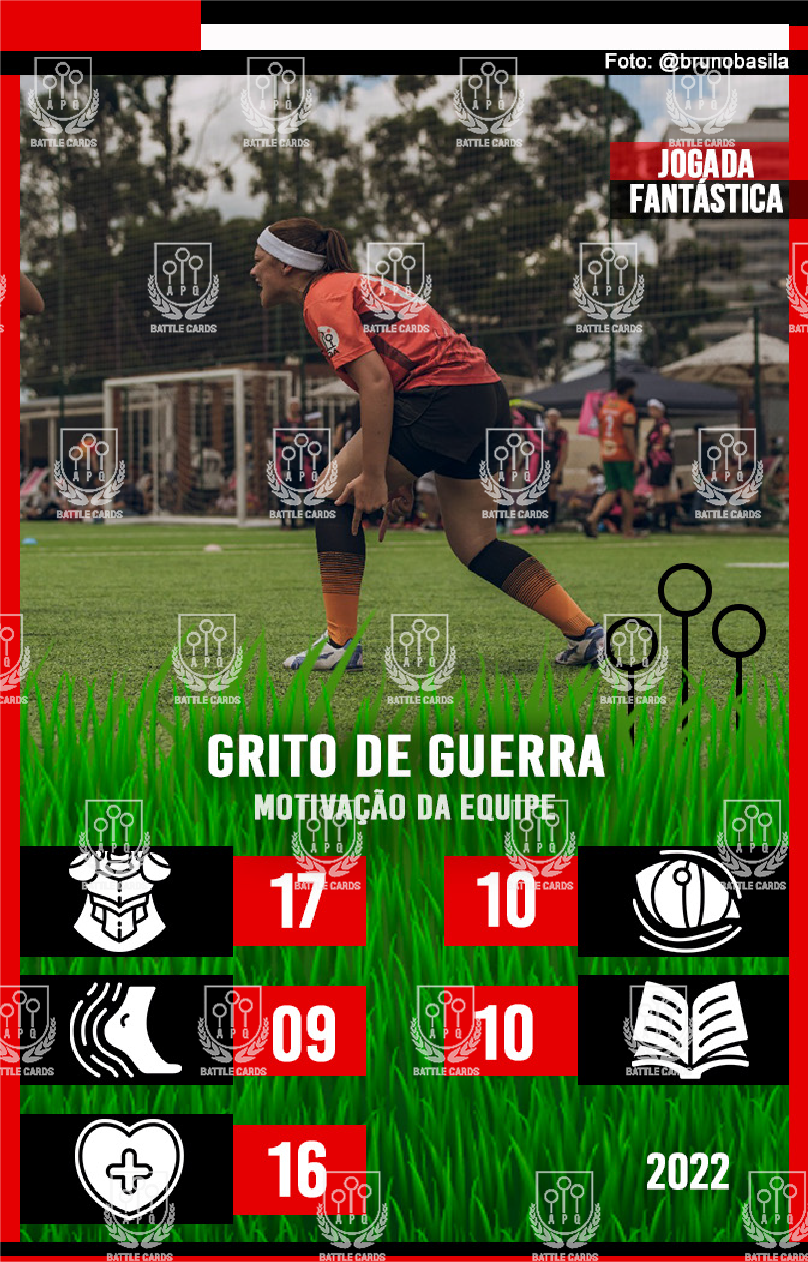 Foto: @brunobasila
JOGADA
FANTÁSTICA
GRITO DE GUERRA
MOTIVAÇÃO DA EQUIPE
17
10
09
10
16
2022
APQ
BATTLE CARDS